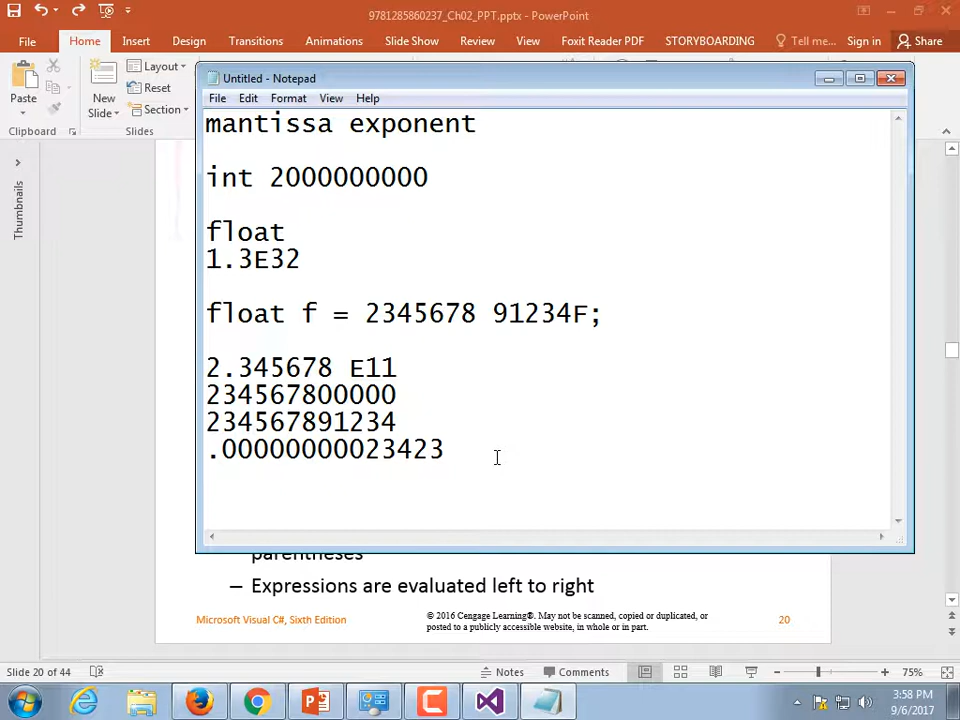 9781285860237_Ch02_PPT.pptx - PowerPoint
File Home Insert Design Transitions Animations Slide Show Review View Foxit Reader PDF STORYBOARDING Tell me... Sign in Share
Paste
New
Slide
Layout
Reset
Section
Clipboard
Slides
Thumbnails
Untitled - Notepad
File Edit Format View Help
mantissa exponent
int 2000000000
float
1.3E32
float f = 2345678 91234F;
2.345678 E11
234567800000
234567891234
.00000000023423
parentheses
– Expressions are evaluated left to right
Microsoft Visual C#, Sixth Edition
© 2016 Cengage Learning®. May not be scanned, copied or duplicated, or
posted to a publicly accessible website, in whole or in part.
20
Slide 20 of 44
Notes Comments
75%
3:58 PM
9/6/2017